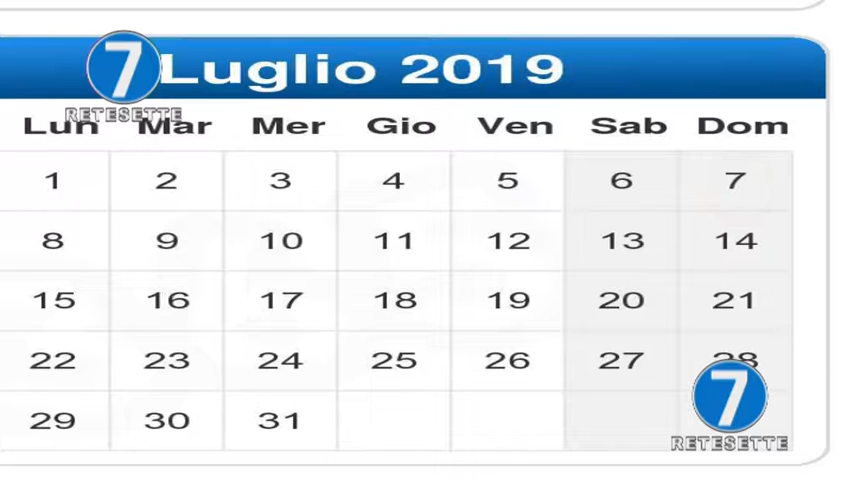 7 Luglio 2019
RETESETTE
Lun Mar Mer Gio Ven Sab Dom
1 2 3 4 5 6 7
8 9 10 11 12 13 14
15 16 17 18 19 20 21
22 23 24 25 26 27 28
29 30 31 7
RETESETTE